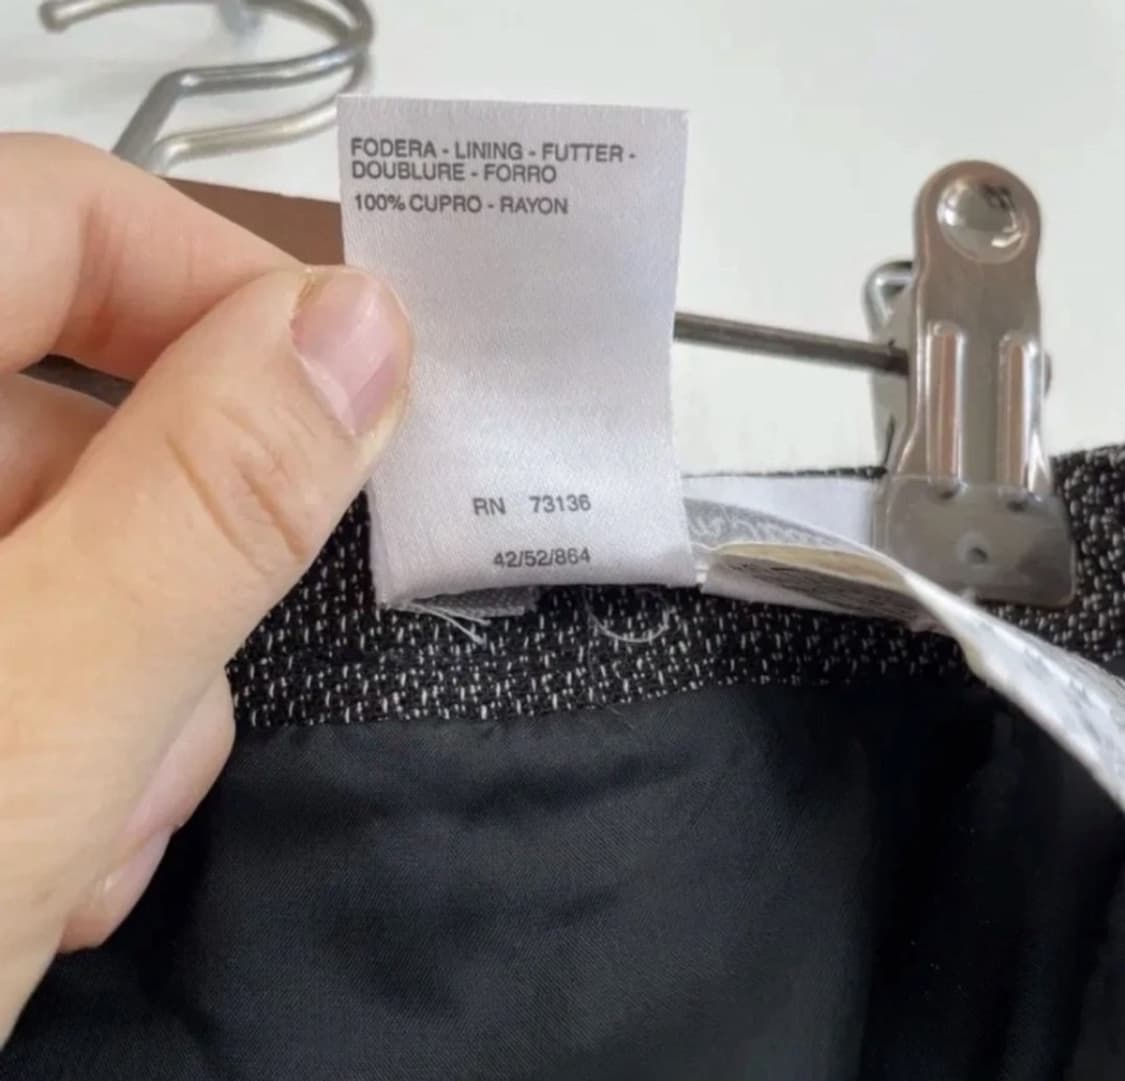 FODERA - LINING - FUTTER -
DOUBLURE - FORRO
100% CUPRO - RAYON
RN 73136
42/52/864